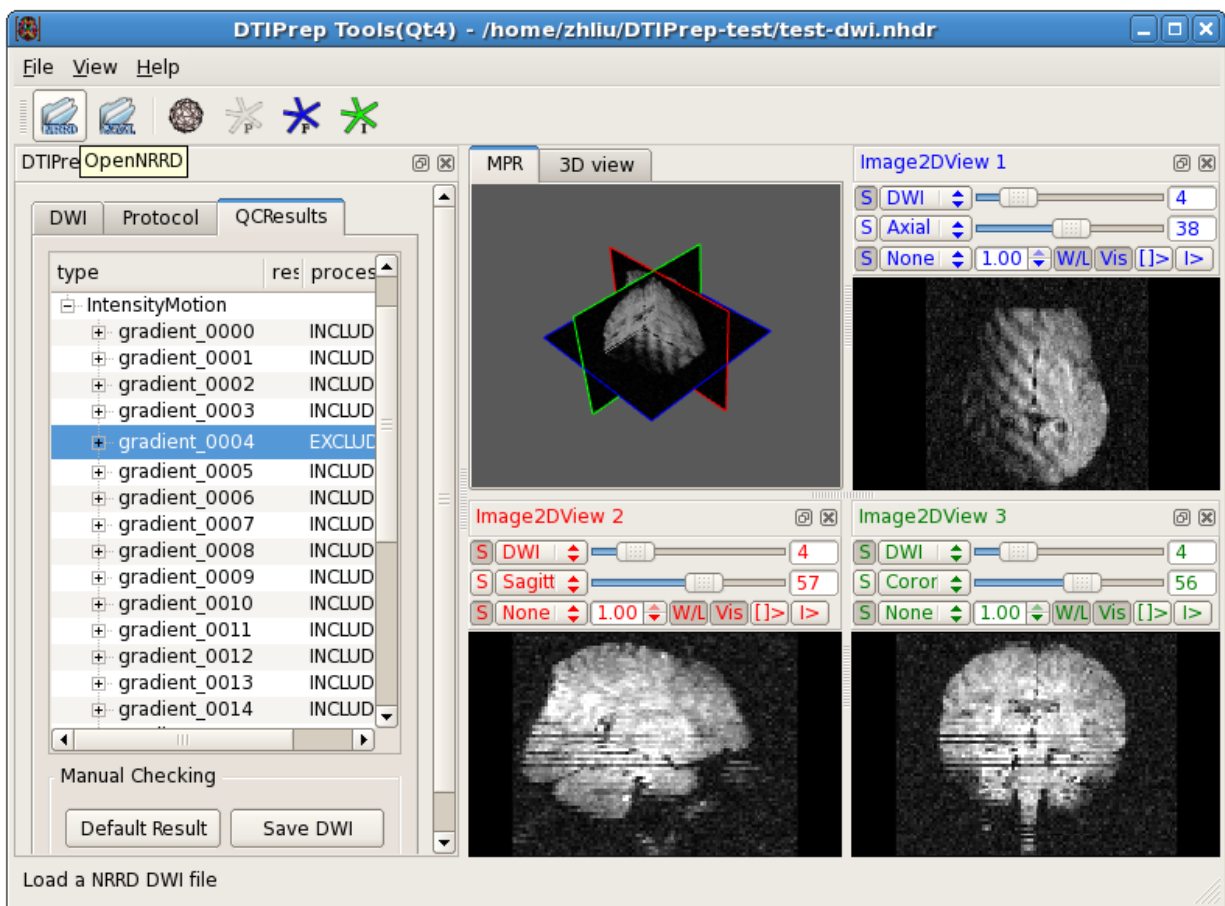 DTIPrep Tools(Qt4) - /home/zhliu/DTIPrep-test/test-dwi.nhdr
File View Help
NRRD
P F I
DTIPre
OpenNRRD
DWI Protocol QCResults
type res proces
IntensityMotion
gradient_0000 INCLUD
gradient_0001 INCLUD
gradient_0002 INCLUD
gradient_0003 INCLUD
gradient_0004 EXCLUD
gradient_0005 INCLUD
gradient_0006 INCLUD
gradient_0007 INCLUD
gradient_0008 INCLUD
gradient_0009 INCLUD
gradient_0010 INCLUD
gradient_0011 INCLUD
gradient_0012 INCLUD
gradient_0013 INCLUD
gradient_0014 INCLUD
Manual Checking
Default Result Save DWI
MPR 3D view
Image2DView 1
S DWI 4
S Axial 38
S None 1.00 W/L Vis []> I>
Image2DView 2
S DWI 4
S Sagitt 57
S None 1.00 W/L Vis []> I>
Image2DView 3
S DWI 4
S Coror 56
S None 1.00 W/L Vis []> I>
Load a NRRD DWI file